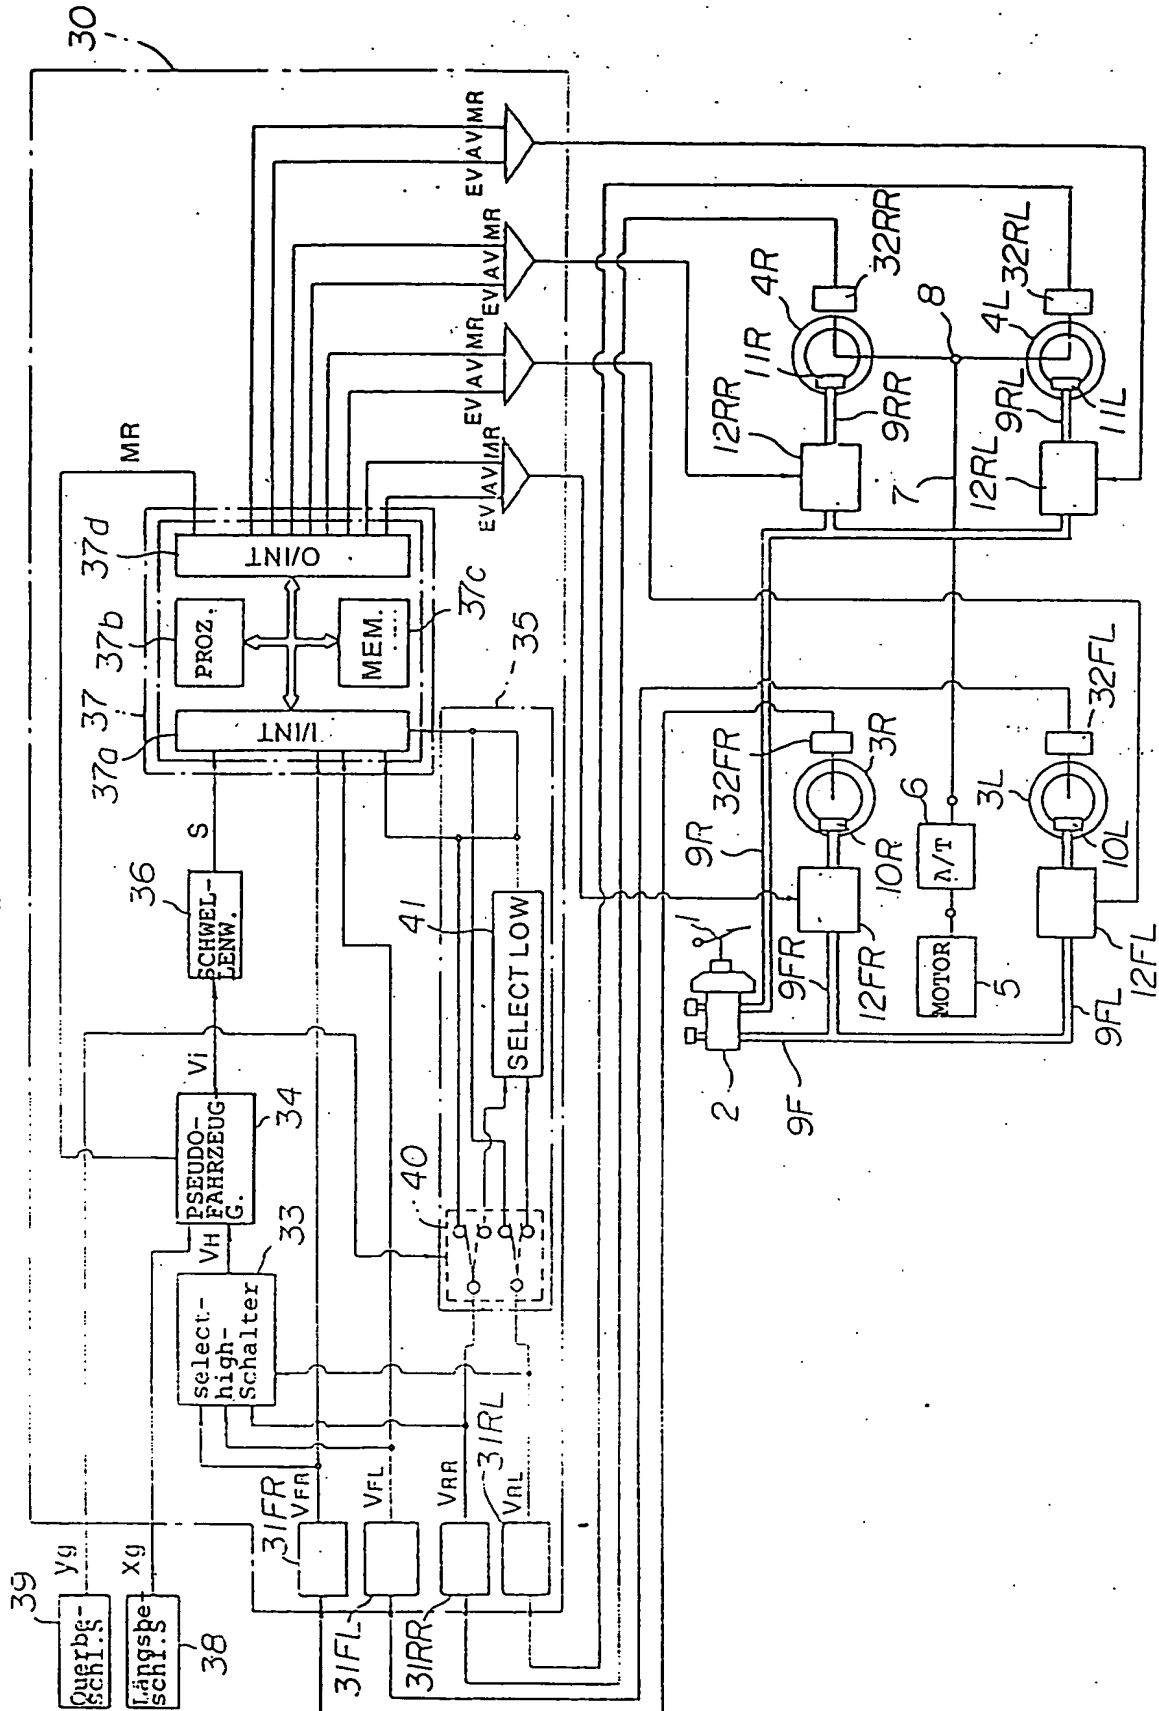 39
Querbe-
schl.S
yg
Längsbe
schl.S
xg
38
30
select-
high-
Schalter
33
VH
PSEUDO-
FAHRZEUG
G.
34
Vi
SCHWEL-
LENW.
36
S
MR
37
37a
I/INT
37b
PROZ.
MEM.
37c
37d
O/INT
35
40
41
SELECT LOW
31FR
VFR
31FL
VFL
31RR
VRR
31RL
VRL
EV AV MR
EV AV MR
EV AV MR
EV AV MR
1
2
9F
9R
9FR
12FR
10R
3R
32FR
9FL
12FL
10L
3L
32FL
MOTOR
5
A/T
6
7
8
12RR
9RR
11R
4R
32RR
12RL
9RL
11L
4L
32RL